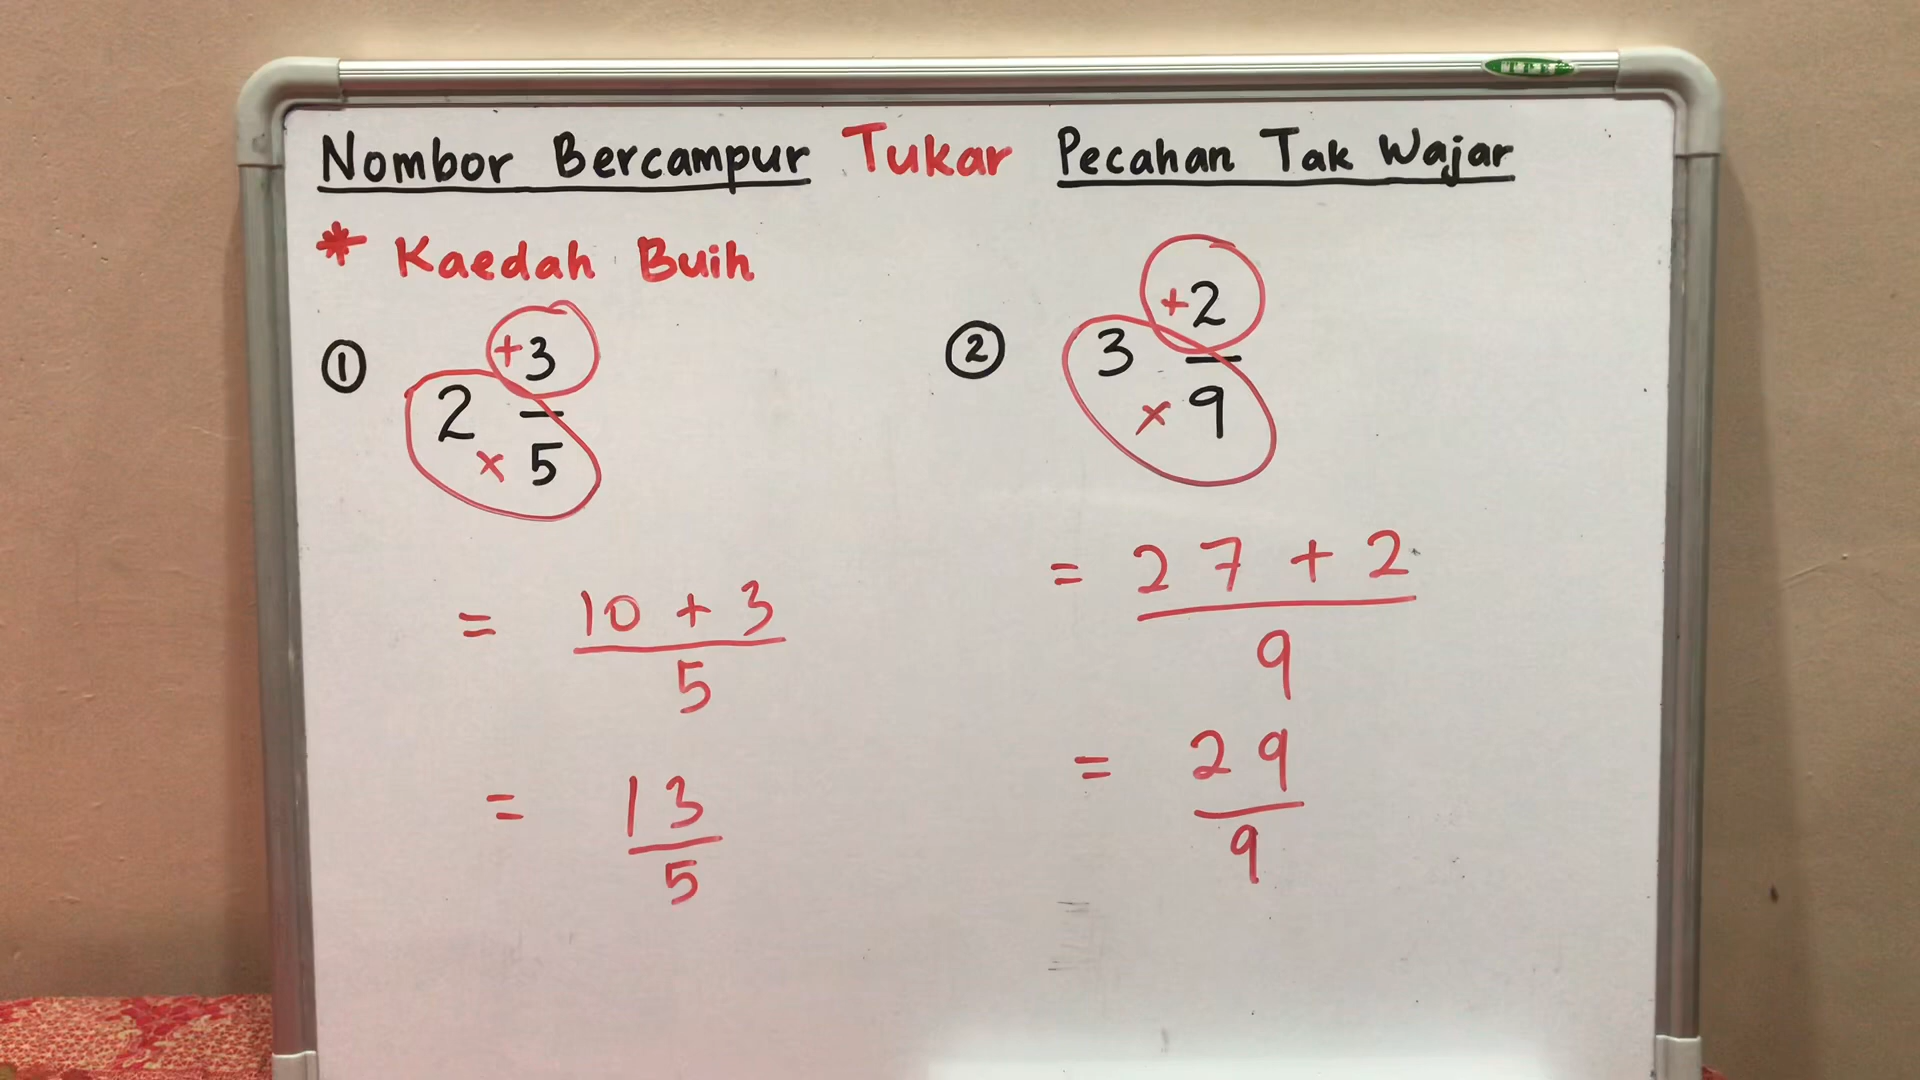 Nombor Bercampur Tukar Pecahan Tak Wajar
* Kaedah Buih
① 2 +3/× 5
= 10 + 3/5
= 13/5
② 3 +2/× 9
= 27 + 2/9
= 29/9